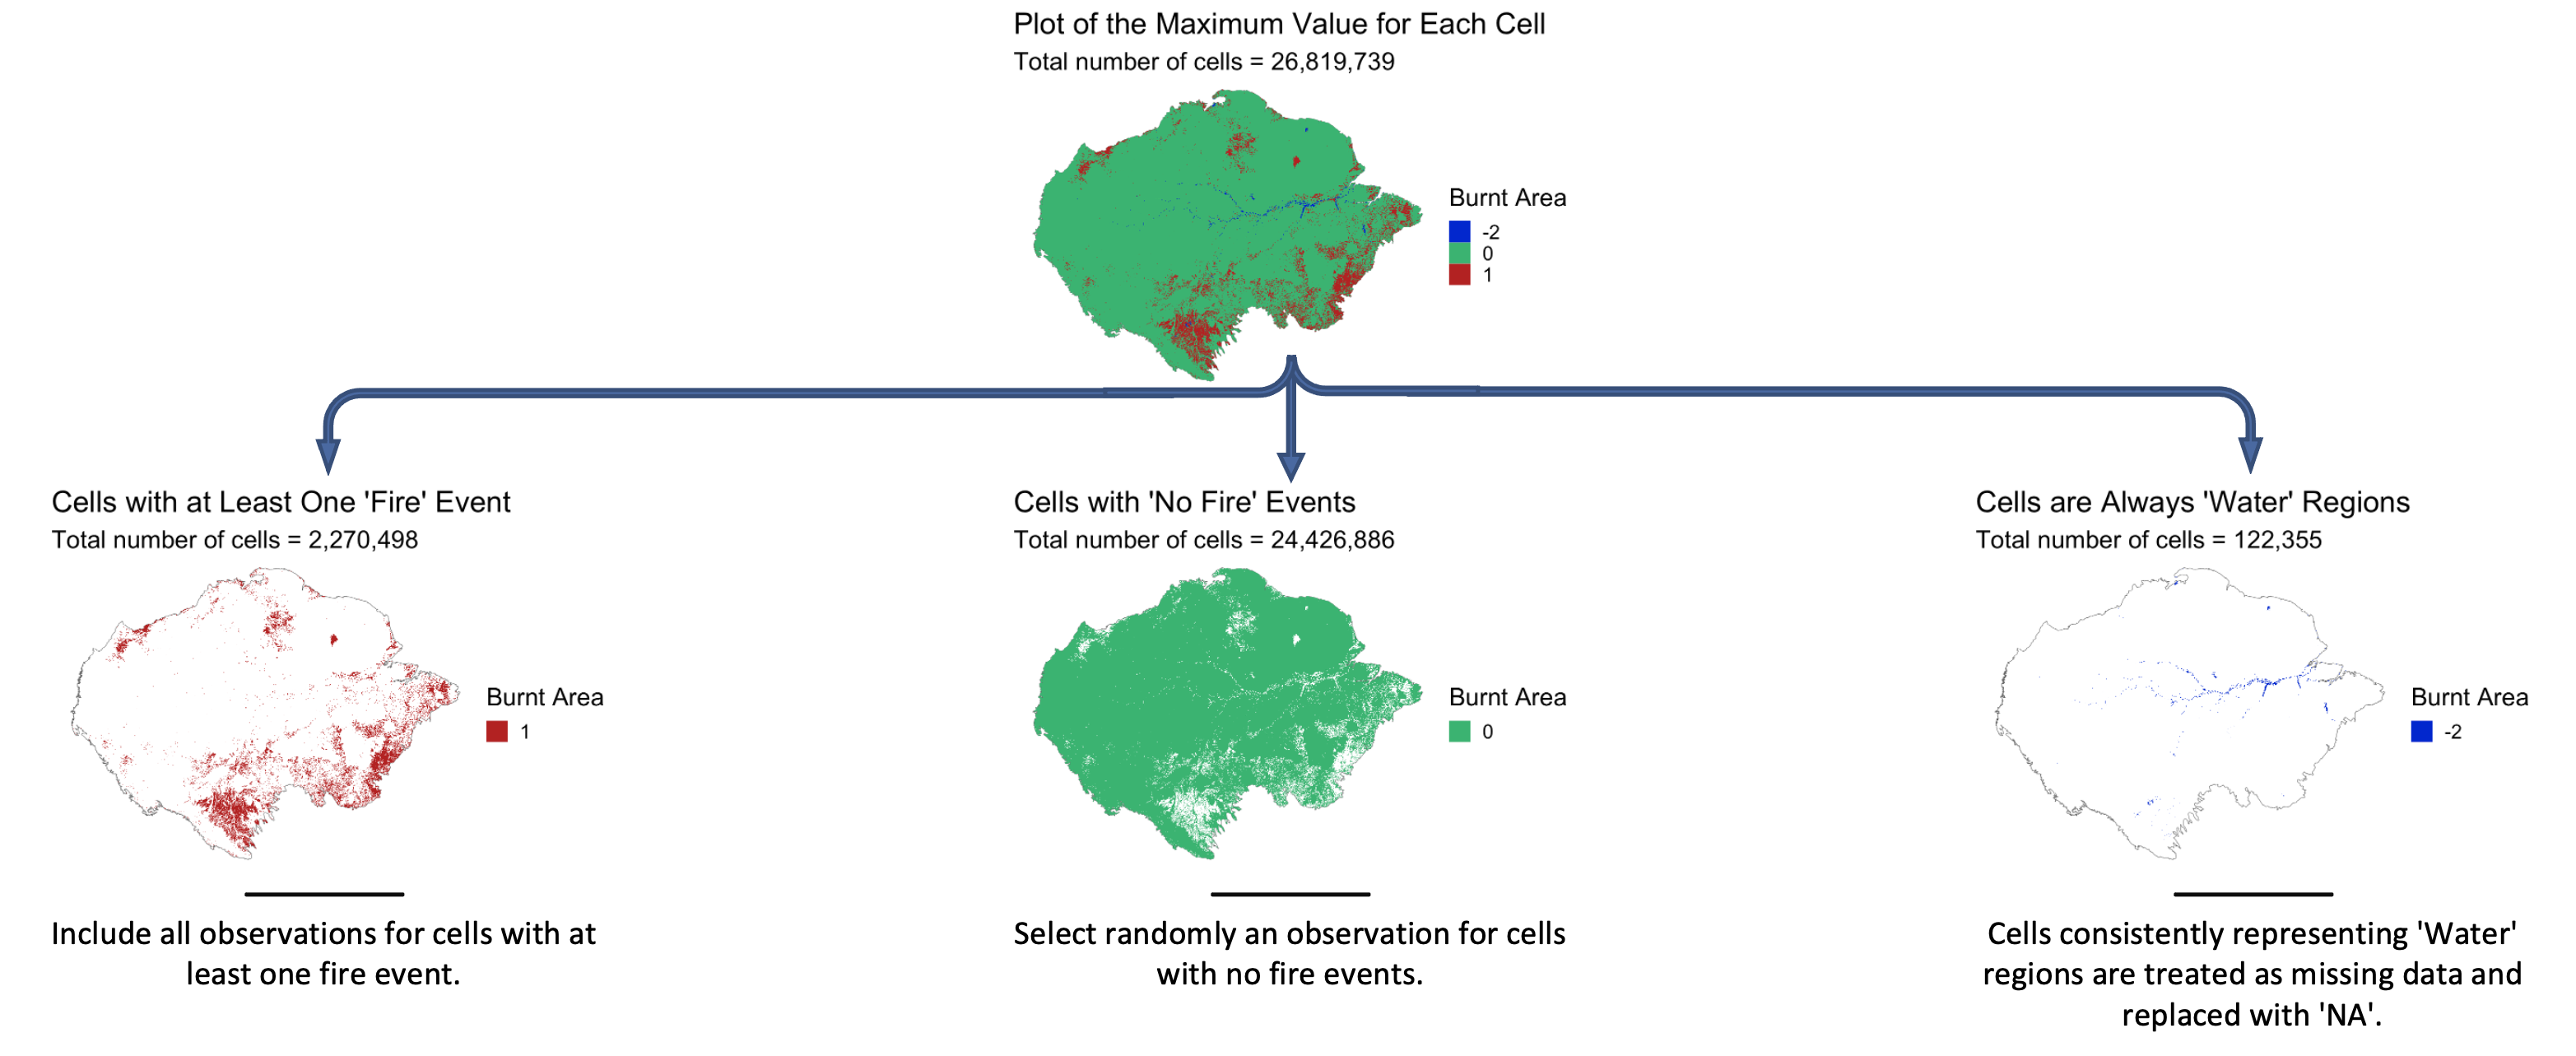 Plot of the Maximum Value for Each Cell
Total number of cells = 26,819,739
Burnt Area
-2
0
1
Cells with at Least One 'Fire' Event
Total number of cells = 2,270,498
Burnt Area
1
Include all observations for cells with at
least one fire event.
Cells with 'No Fire' Events
Total number of cells = 24,426,886
Burnt Area
0
Select randomly an observation for cells
with no fire events.
Cells are Always 'Water' Regions
Total number of cells = 122,355
Burnt Area
-2
Cells consistently representing 'Water'
regions are treated as missing data and
replaced with 'NA'.